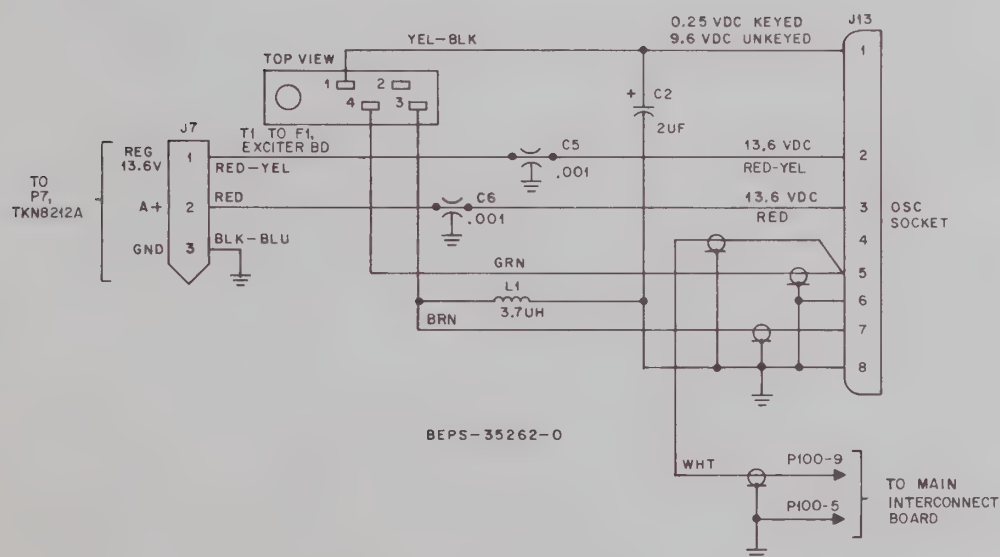 0.25 VDC KEYED
9.6 VDC UNKEYED
J13
YEL-BLK
1
TOP VIEW
1
2
4
3
+
C2
2UF
J7
T1 TO F1,
EXCITER BD
REG
13.6V
1
RED-YEL
C5
.001
13.6 VDC
RED-YEL
2
TO
P7,
TKN8212A
A+
2
RED
C6
.001
13.6 VDC
RED
3
OSC
SOCKET
GND
3
BLK-BLU
4
GRN
5
L1
3.7UH
6
BRN
7
8
BEPS-35262-0
WHT
P100-9
P100-5
TO MAIN
INTERCONNECT
BOARD